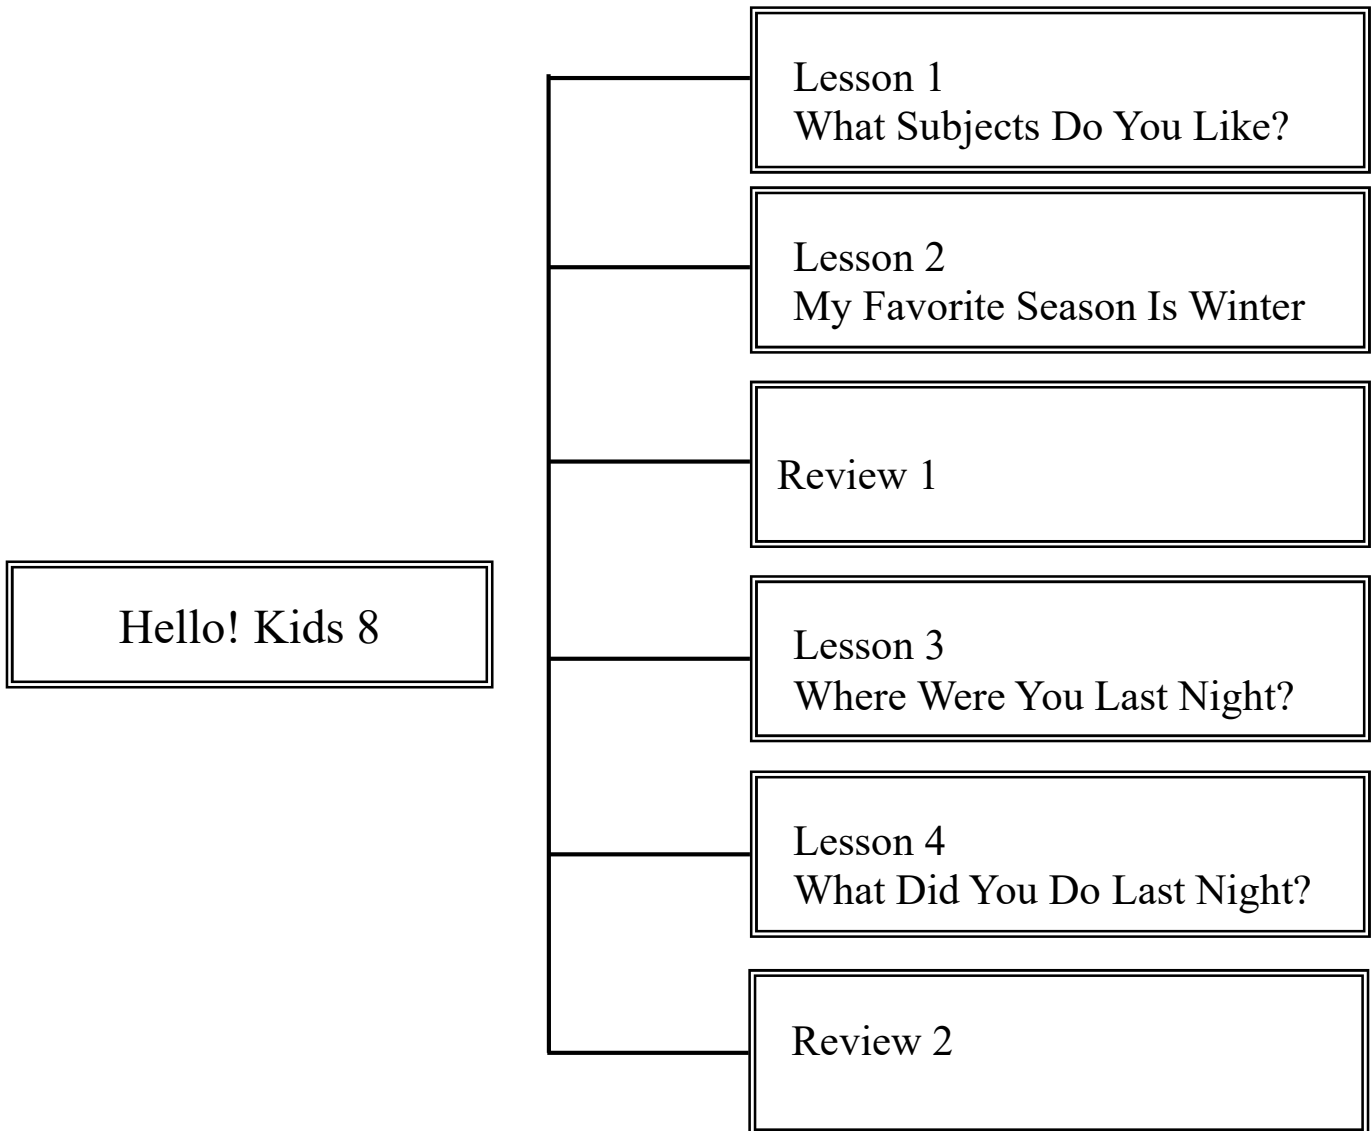 Hello! Kids 8
Lesson 1
What Subjects Do You Like?
Lesson 2
My Favorite Season Is Winter
Review 1
Lesson 3
Where Were You Last Night?
Lesson 4
What Did You Do Last Night?
Review 2